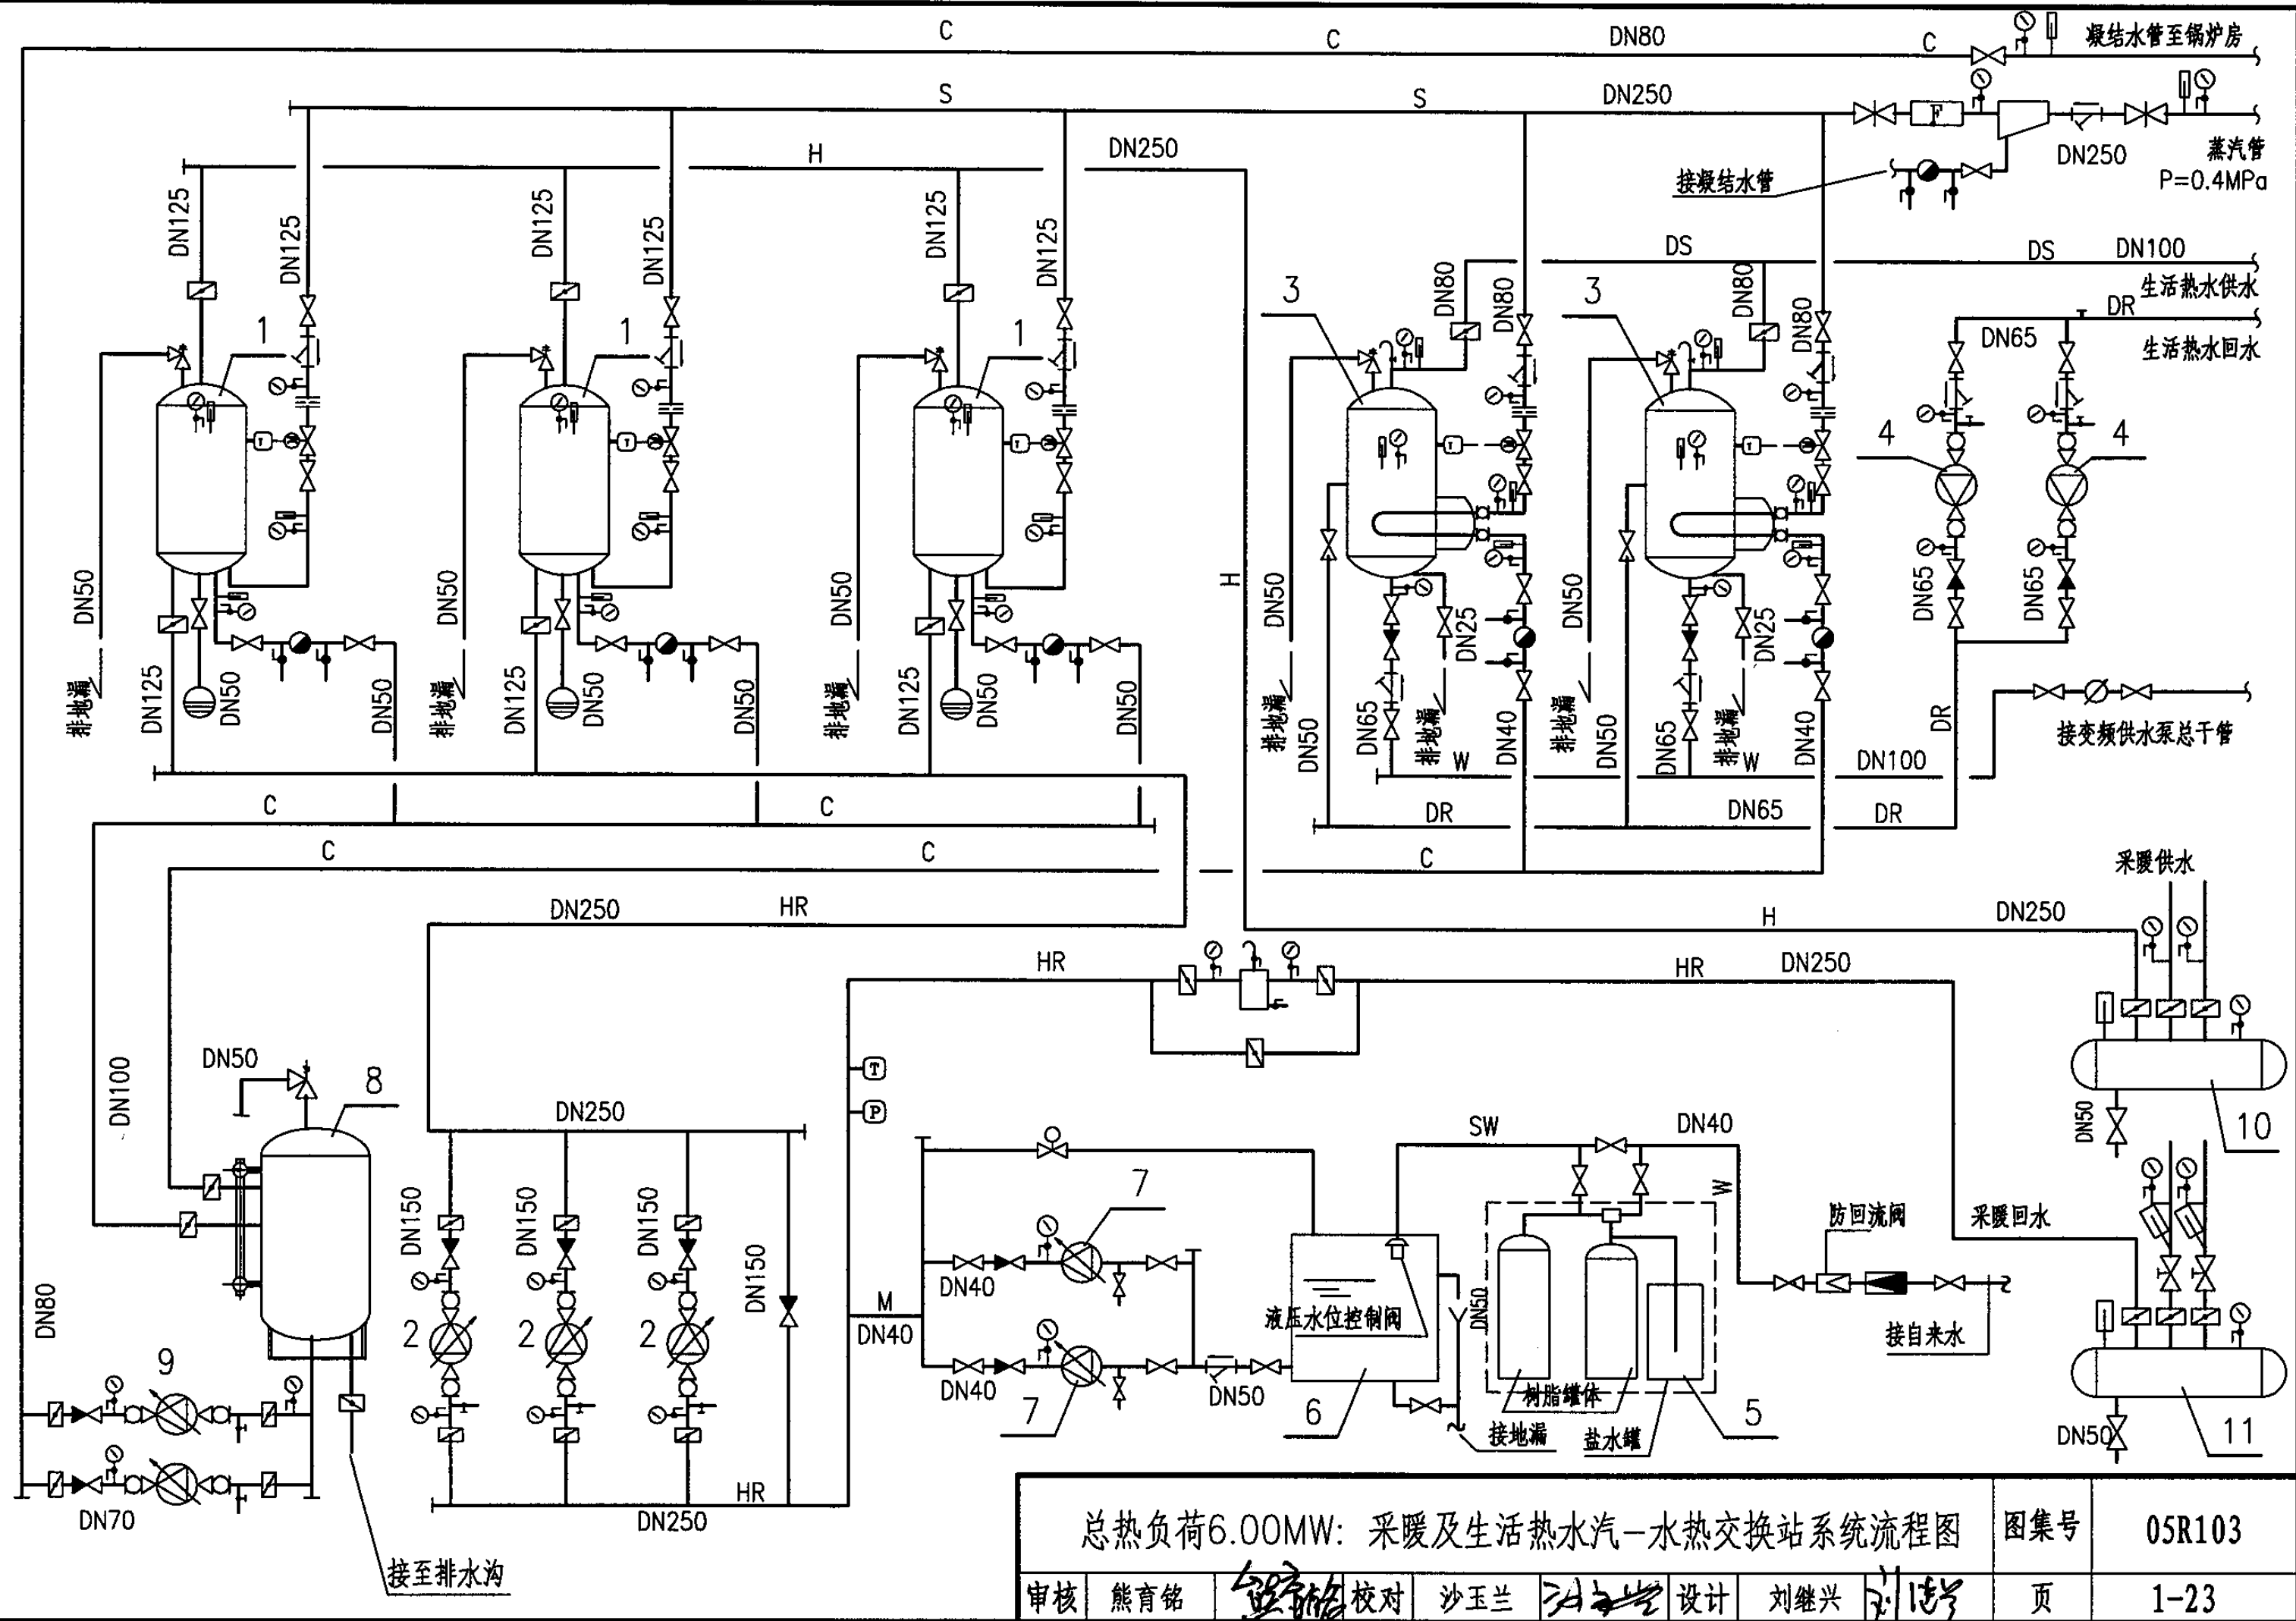 C
C
DN80
C
凝结水管至锅炉房
S
S
DN250
F
DN250
蒸汽管
P=0.4MPa
接凝结水管
H
DN250
DN125
DN125
DN125
DN125
DN125
DN125
DS
DS
DN100
生活热水供水
DR
生活热水回水
DN65
DN80
DN80
DN80
DN80
1
1
1
3
3
4
4
T
T
T
T
T
M
M
M
M
M
DN50
DN50
DN50
DN50
DN50
排地漏
排地漏
排地漏
排地漏
排地漏
排地漏
排地漏
DN125
DN50
DN50
DN125
DN50
DN50
DN125
DN50
DN50
H
DN50
DN65
DN25
DN40
DN50
DN65
DN25
DN40
DN65
DN65
DR
接变频供水泵总干管
W
W
DN100
C
C
DR
DN65
DR
C
C
C
采暖供水
DN250
HR
H
DN250
HR
HR
DN250
DN100
DN50
8
T
P
DN250
DN50
10
SW
DN40
W
DN150
DN150
DN150
DN150
7
防回流阀
采暖回水
DN80
2
2
2
M
DN40
DN40
液压水位控制阀
DN50
接自来水
9
DN40
DN50
7
6
树脂罐体
盐水罐
5
接地漏
DN50
11
DN70
HR
DN250
接至排水沟
总热负荷6.00MW: 采暖及生活热水汽-水热交换站系统流程图
图集号
05R103
审核 熊育铭 校对 沙玉兰 设计 刘继兴
页
1-23